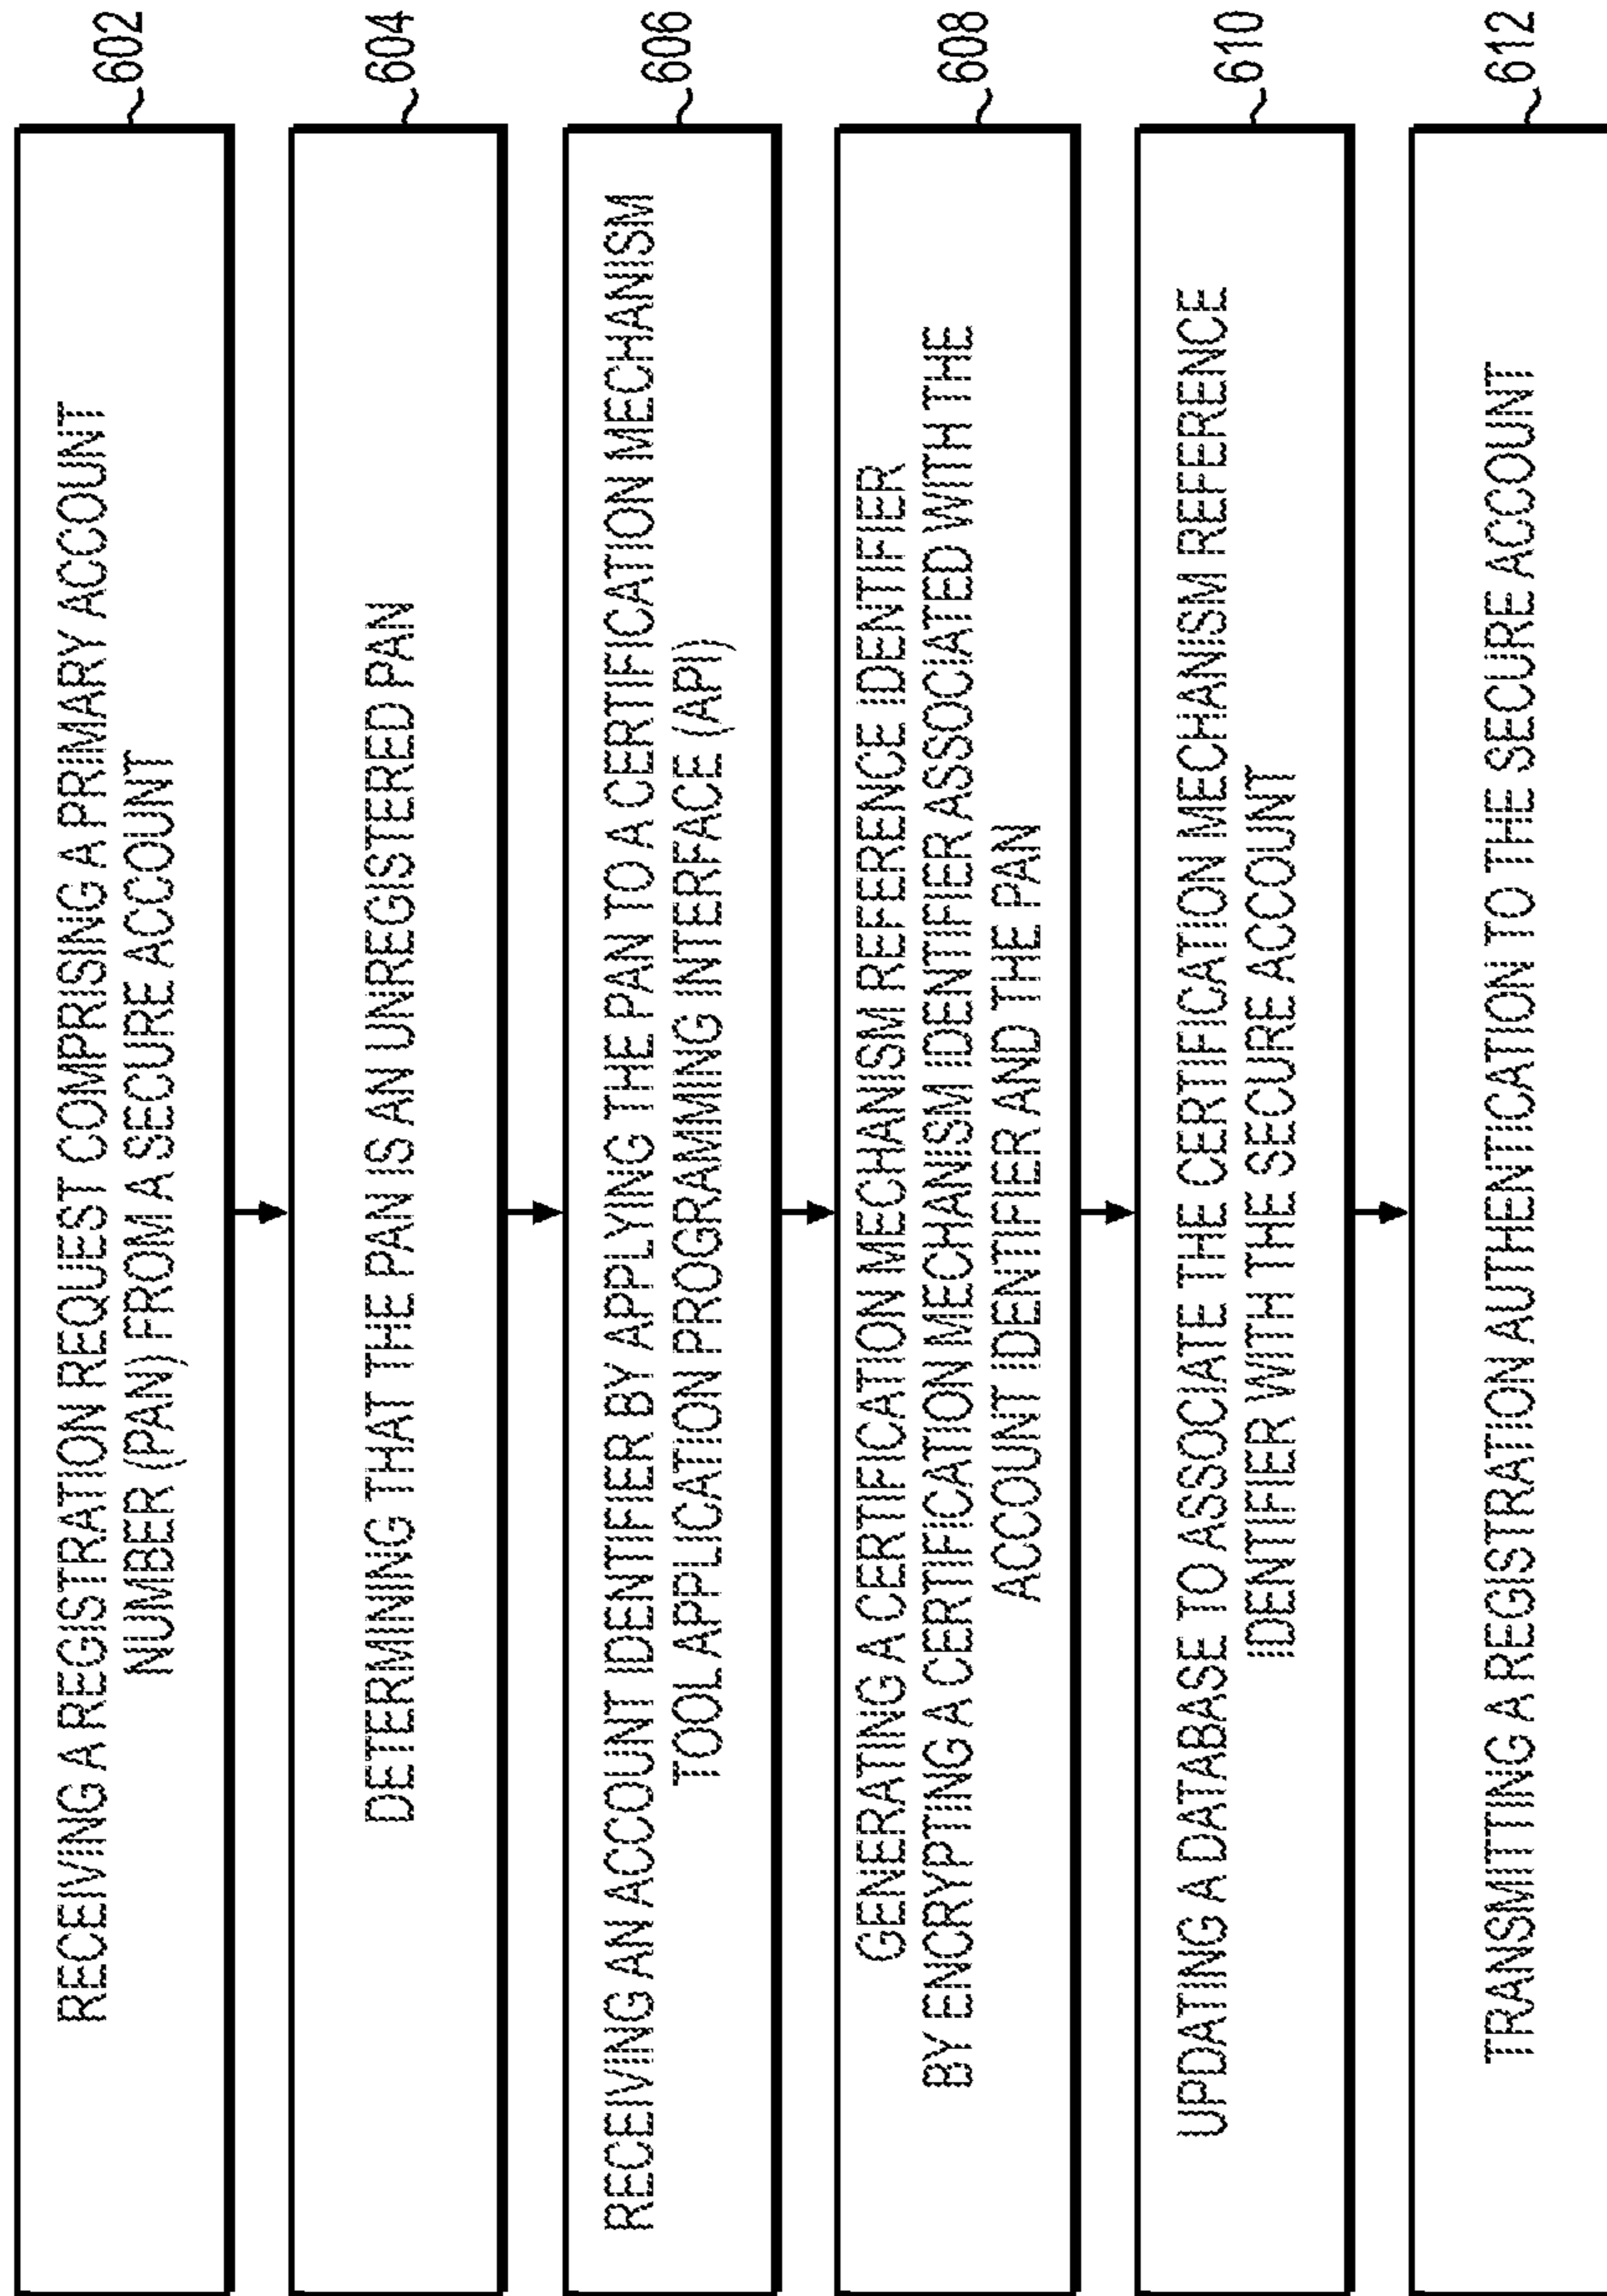 RECEIVING A REGISTRATION REQUEST COMPRISING A PRIMARY ACCOUNT
NUMBER (PAN) FROM A SECURE ACCOUNT
602
DETERMINING THAT THE PAN IS AN UNREGISTERED PAN
604
RECEIVING AN ACCOUNT IDENTIFIER BY APPLYING THE PAN TO A CERTIFICATION MECHANISM
TOOL APPLICATION PROGRAMMING INTERFACE (API)
606
GENERATING A CERTIFICATION MECHANISM REFERENCE IDENTIFIER
BY ENCRYPTING A CERTIFICATION MECHANISM IDENTIFIER ASSOCIATED WITH THE
ACCOUNT IDENTIFIER AND THE PAN
608
UPDATING A DATABASE TO ASSOCIATE THE CERTIFICATION MECHANISM REFERENCE
IDENTIFIER WITH THE SECURE ACCOUNT
610
TRANSMITTING A REGISTRATION AUTHENTICATION TO THE SECURE ACCOUNT
612